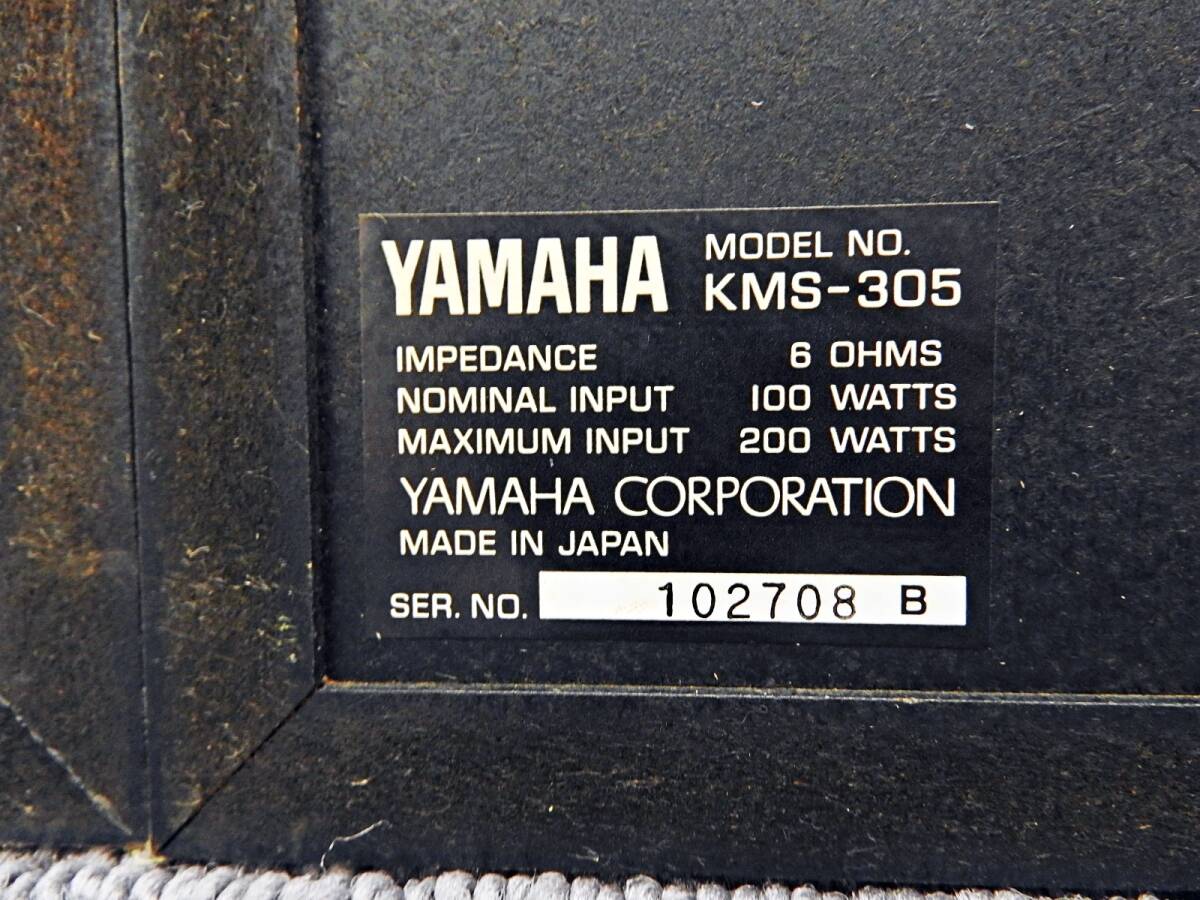 YAMAHA MODEL NO.
KMS-305
IMPEDANCE 6 OHMS
NOMINAL INPUT 100 WATTS
MAXIMUM INPUT 200 WATTS
YAMAHA CORPORATION
MADE IN JAPAN
SER. NO. 102708 B